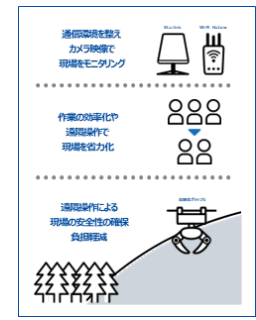 通信環境を整え
カメラ映像で
現場をモニタリング
作業の効率化や
遠隔操作で
現場を省力化
遠隔操作による
現場の安全性の確保
負担軽減